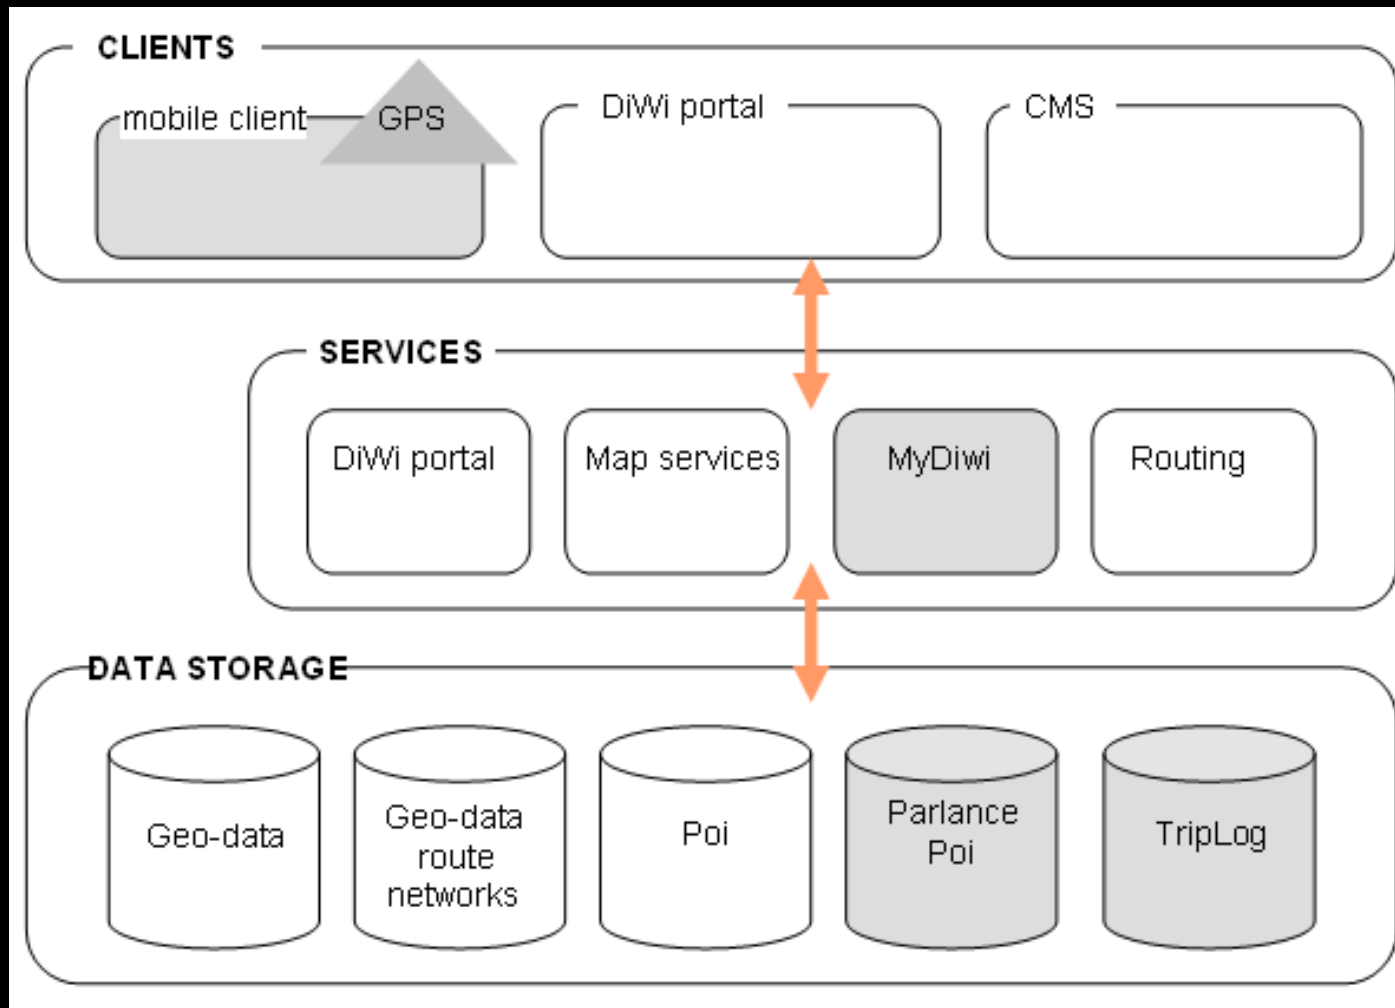 CLIENTS
mobile client
GPS
DiWi portal
CMS
SERVICES
DiWi portal
Map services
MyDiwi
Routing
DATA STORAGE
Geo-data
Geo-data
route
networks
Poi
Parlance
Poi
TripLog